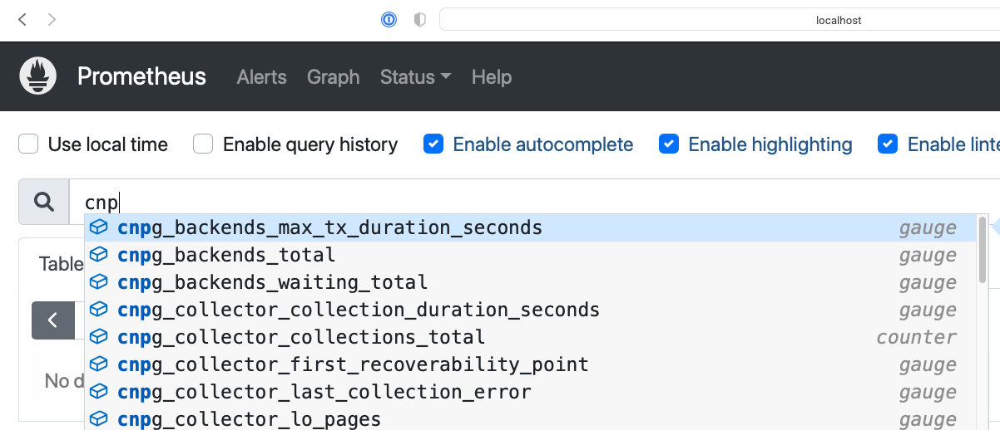 localhost
Prometheus Alerts Graph Status Help
Use local time Enable query history Enable autocomplete Enable highlighting Enable
cnp
cnpg_backends_max_tx_duration_seconds gauge
cnpg_backends_total gauge
Table
cnpg_backends_waiting_total gauge
cnpg_collector_collection_duration_seconds gauge
cnpg_collector_collections_total counter
cnpg_collector_first_recoverability_point gauge
No
cnpg_collector_last_collection_error gauge
cnpg_collector_lo_pages gauge